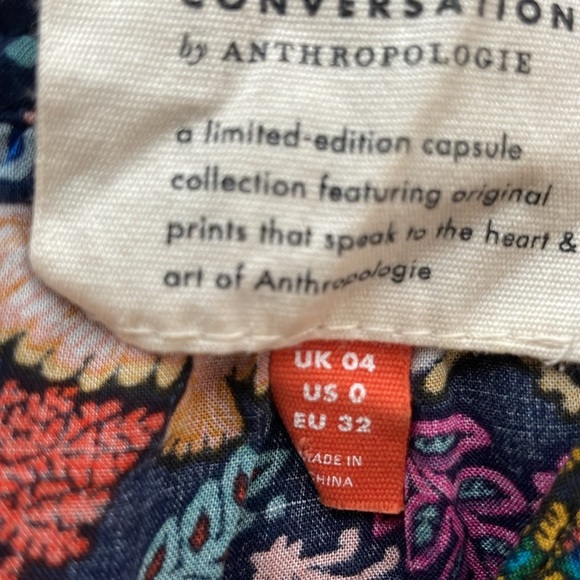 CONVERSATION
by ANTHROPOLOGIE
a limited-edition capsule
collection featuring original
prints that speak to the heart &
art of Anthropologie
UK 04
US 0
EU 32
MADE IN
CHINA